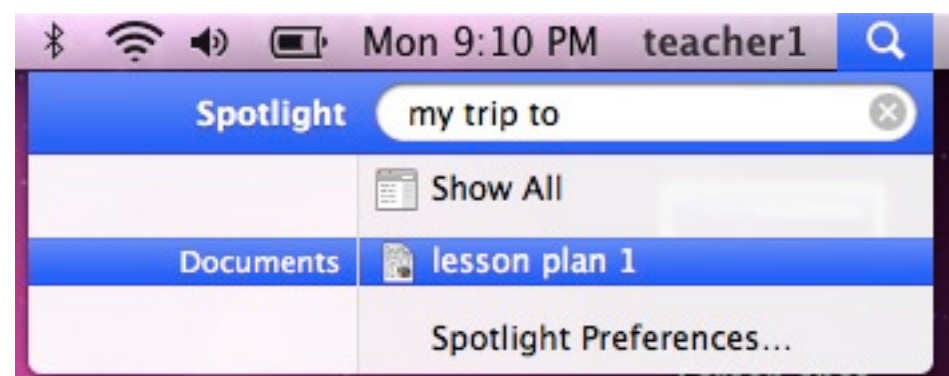 Mon 9:10 PM teacher1
Spotlight my trip to
Show All
Documents lesson plan 1
Spotlight Preferences...